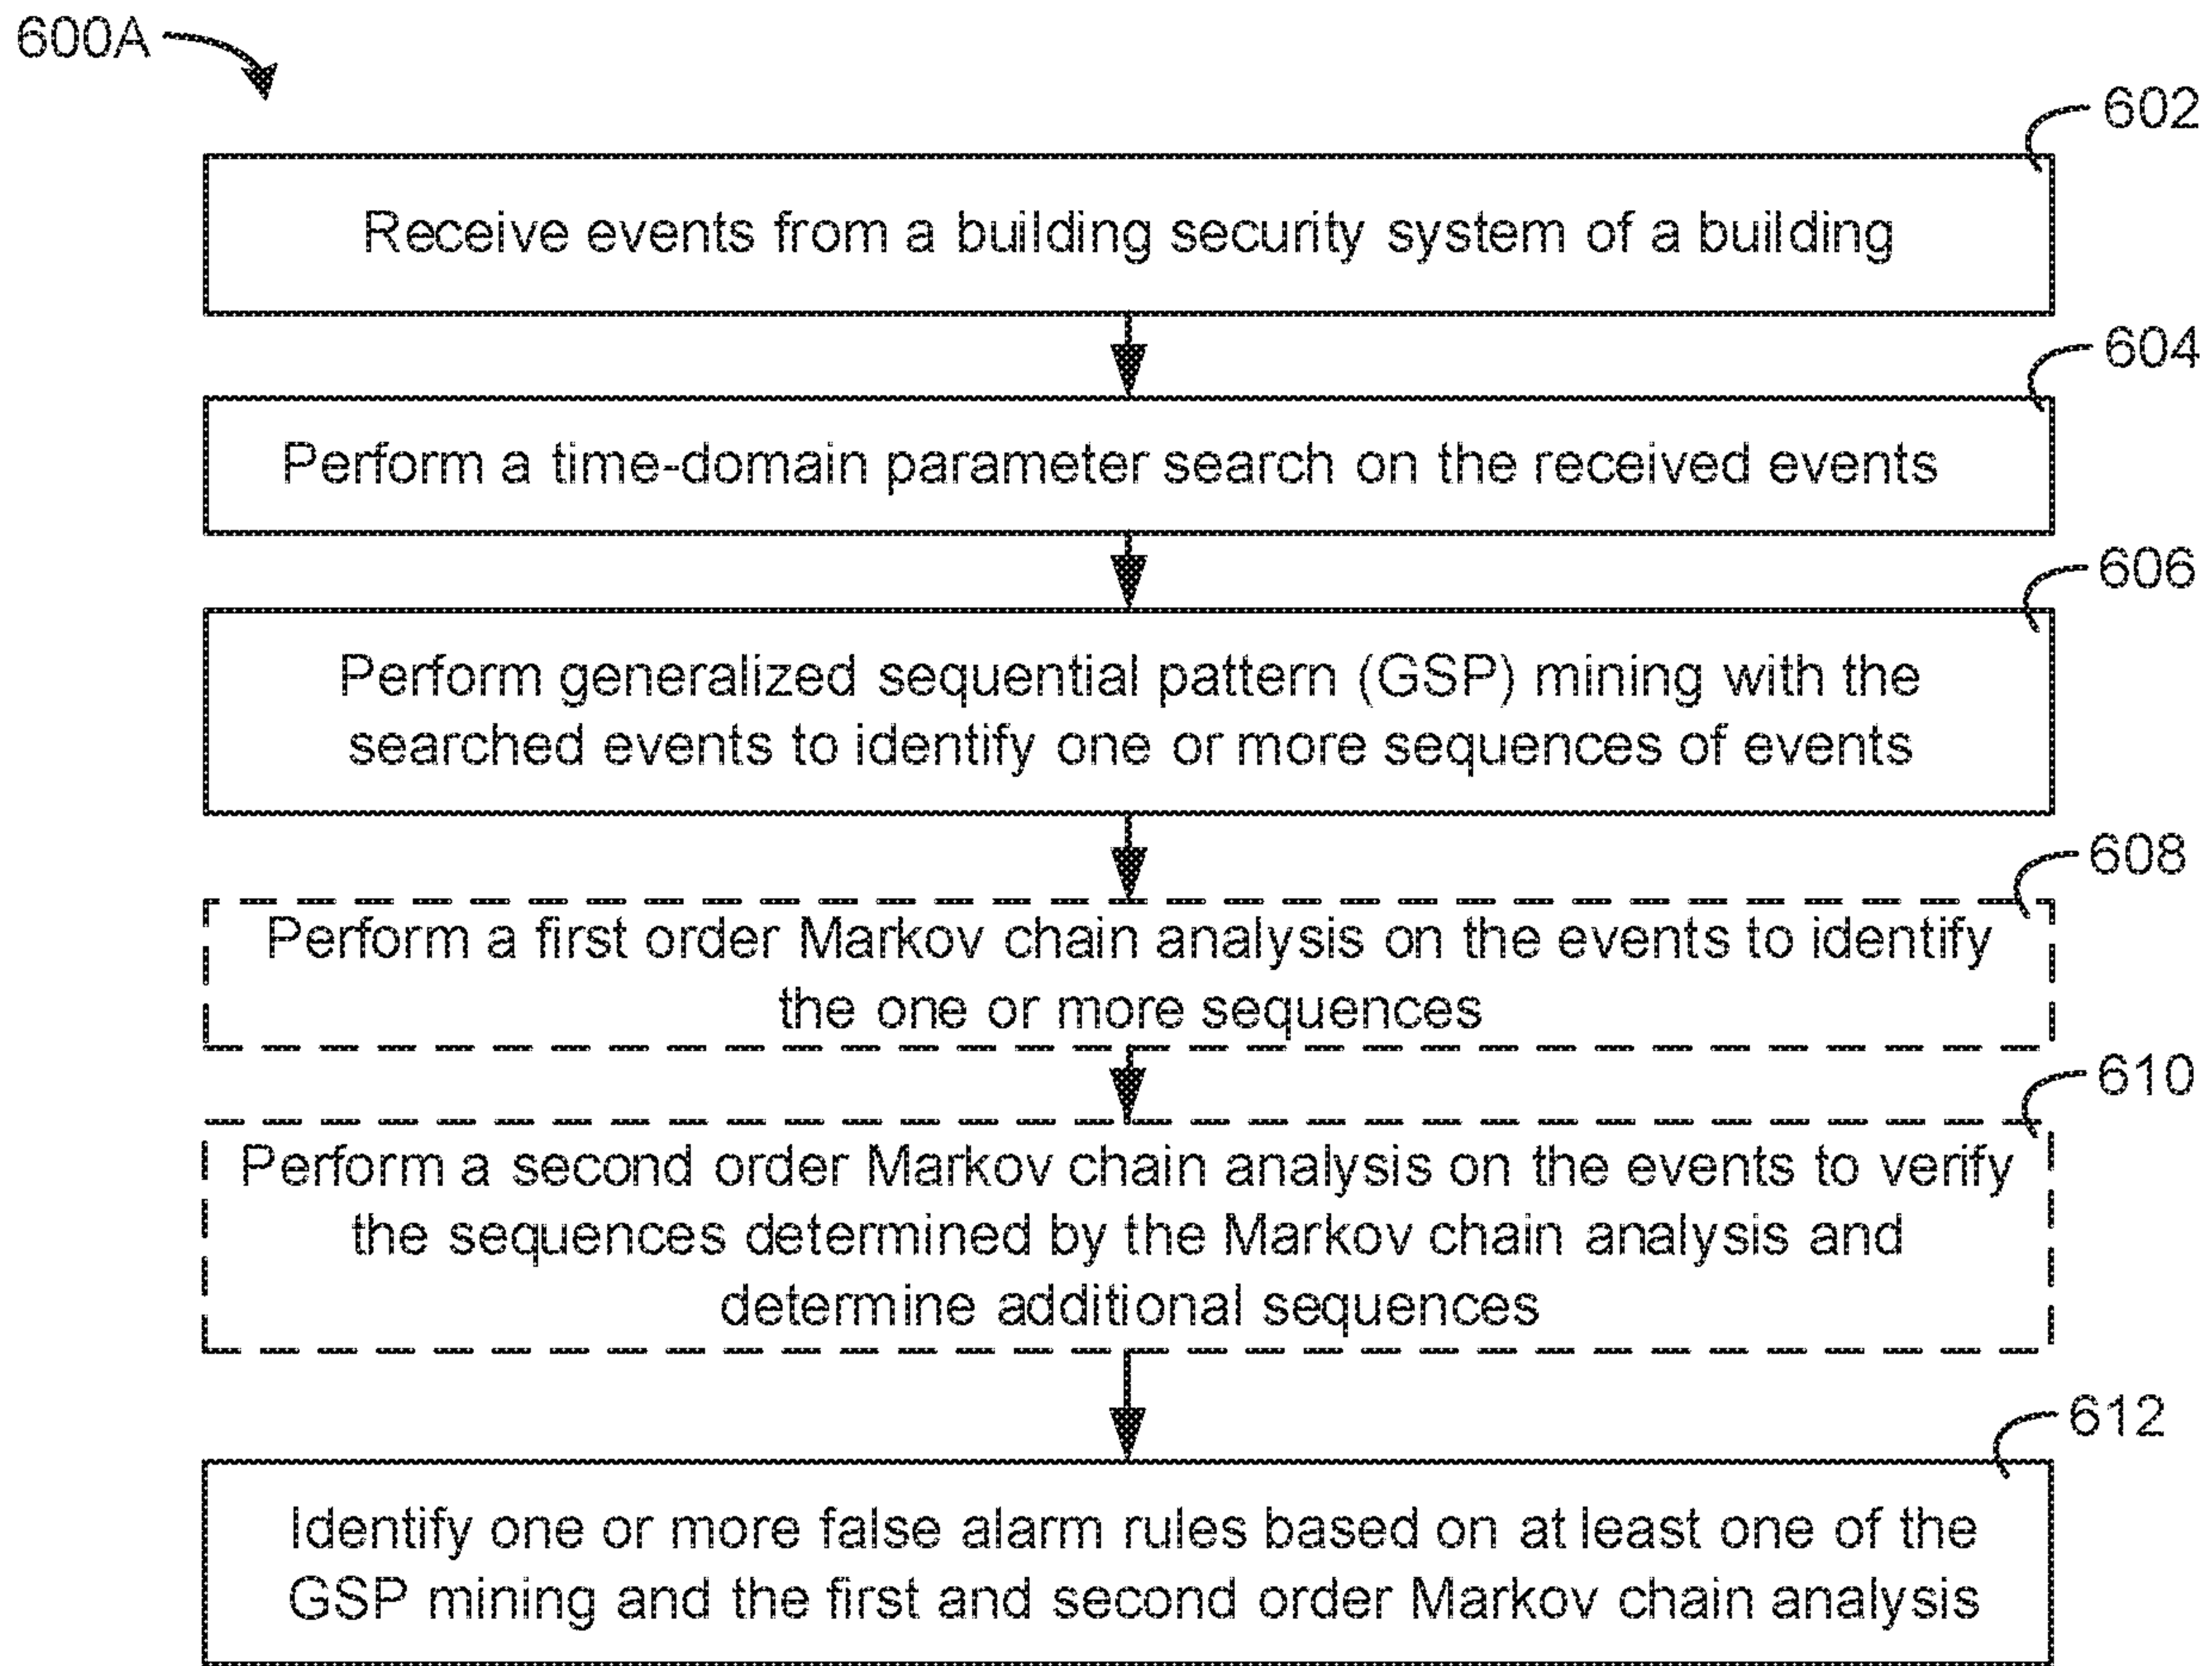 600A
602
Receive events from a building security system of a building
604
Perform a time-domain parameter search on the received events
606
Perform generalized sequential pattern (GSP) mining with the
searched events to identify one or more sequences of events
608
Perform a first order Markov chain analysis on the events to identify
the one or more sequences
610
Perform a second order Markov chain analysis on the events to verify
the sequences determined by the Markov chain analysis and
determine additional sequences
612
Identify one or more false alarm rules based on at least one of the
GSP mining and the first and second order Markov chain analysis